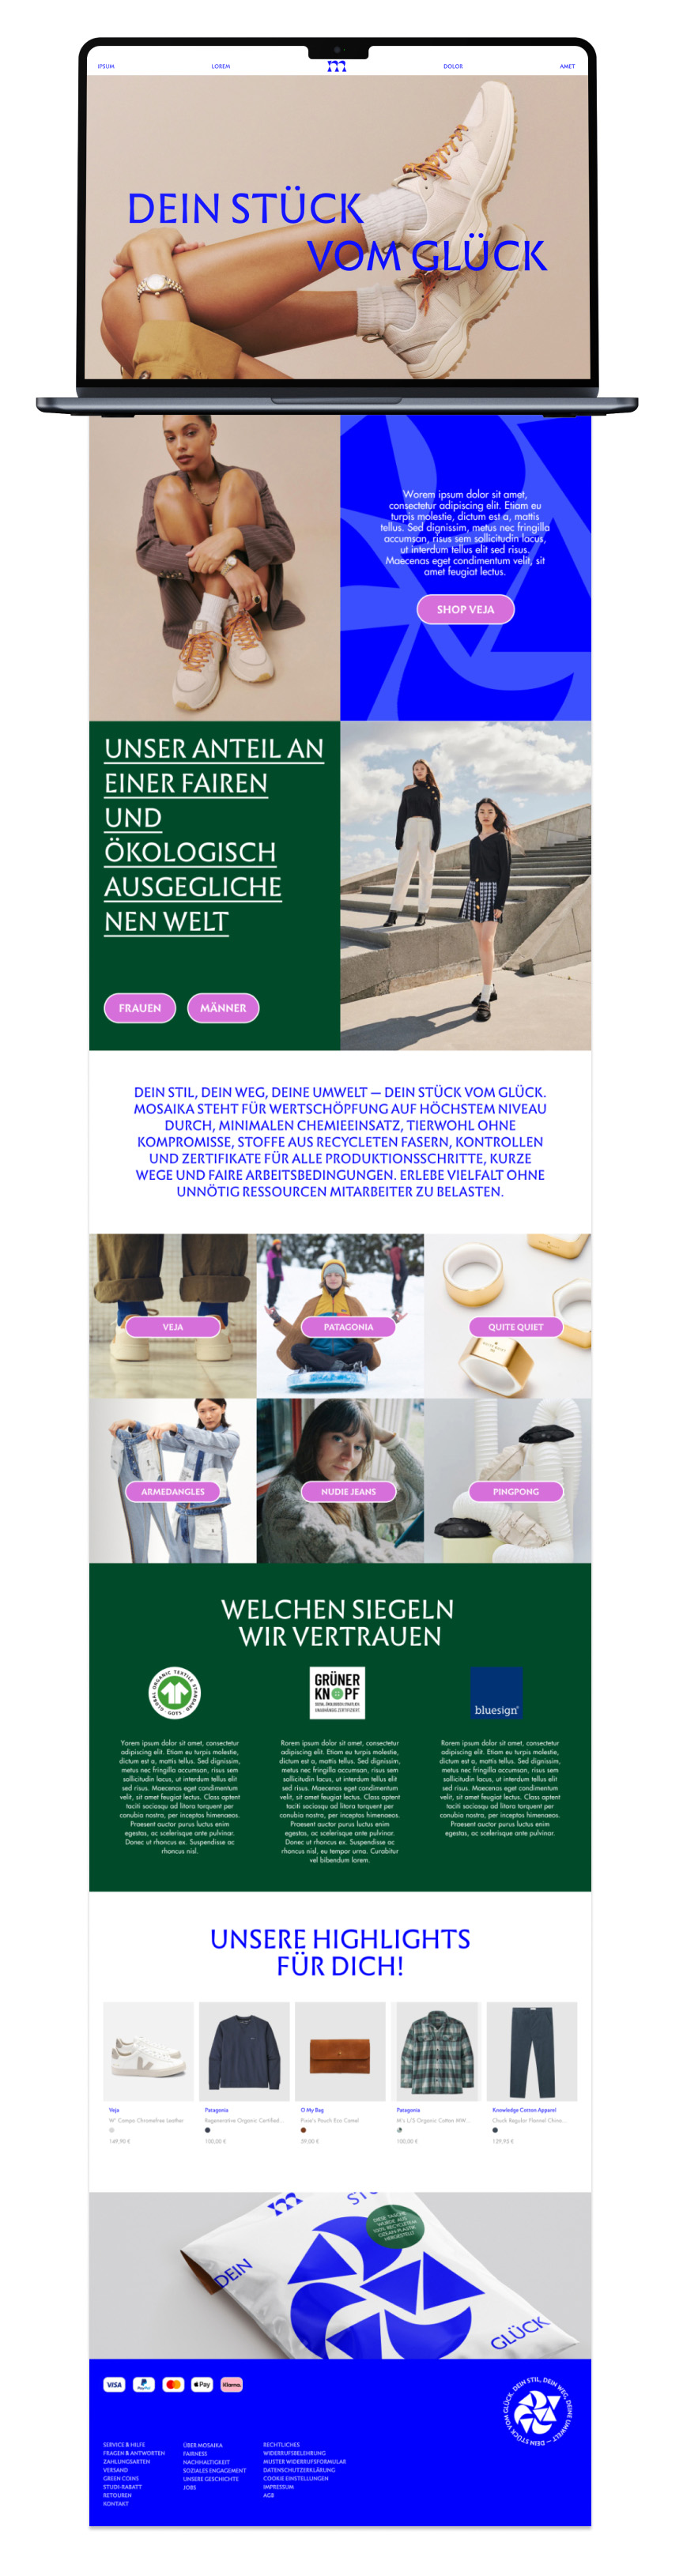 IPSUM LOREM m DOLOR AMET
DEIN STÜCK
VOM GLÜCK
Worem ipsum dolor sit amet,
consectetur adipiscing elit. Etiam eu
turpis molestie, dictum est a, mattis
tellus. Sed dignissim, metus nec fringilla
accumsan, risus sem sollicitudin lacus,
ut interdum tellus elit sed risus.
Maecenas eget condimentum velit, sit
amet feugiat lectus.
SHOP VEJA
UNSER ANTEIL AN
EINER FAIREN
UND
ÖKOLOGISCH
AUSGEGLICHE
NEN WELT
FRAUEN MÄNNER
DEIN STIL, DEIN WEG, DEINE UMWELT — DEIN STÜCK VOM GLÜCK.
MOSAIKA STEHT FÜR WERTSCHÖPFUNG AUF HÖCHSTEM NIVEAU
DURCH, MINIMALEN CHEMIEEINSATZ, TIERWOHL OHNE
KOMPROMISSE, STOFFE AUS RECYCLETEN FASERN, KONTROLLEN
UND ZERTIFIKATE FÜR ALLE PRODUKTIONSSCHRITTE, KURZE
WEGE UND FAIRE ARBEITSBEDINGUNGEN. ERLEBE VIELFALT OHNE
UNNÖTIG RESSOURCEN MITARBEITER ZU BELASTEN.
VEJA
PATAGONIA
QUITE QUIET
ARMEDANGLES
NUDIE JEANS
PINGPONG
WELCHEN SIEGELN
WIR VERTRAUEN
GLOBAL ORGANIC TEXTILE STANDARD · GOTS ·
GRÜNER
KNOPF
bluesign®
Yorem ipsum dolor sit amet, consectetur
adipiscing elit. Etiam eu turpis molestie,
dictum est a, mattis tellus. Sed dignissim,
metus nec fringilla accumsan, risus sem
sollicitudin lacus, ut interdum tellus elit
sed risus. Maecenas eget condimentum
velit, sit amet feugiat lectus. Class aptent
taciti sociosqu ad litora torquent per
conubia nostra, per inceptos himenaeos.
Praesent auctor purus luctus enim
egestas, ac scelerisque ante pulvinar.
Donec ut rhoncus ex. Suspendisse ac
rhoncus nisl.
Rorem ipsum dolor sit amet, consectetur
adipiscing elit. Etiam eu turpis molestie,
dictum est a, mattis tellus. Sed dignissim,
metus nec fringilla accumsan, risus sem
sollicitudin lacus, ut interdum tellus elit
sed risus. Maecenas eget condimentum
velit, sit amet feugiat lectus. Class aptent
taciti sociosqu ad litora torquent per
conubia nostra, per inceptos himenaeos.
Praesent auctor purus luctus enim
egestas, ac scelerisque ante pulvinar.
Donec ut rhoncus ex. Suspendisse ac
rhoncus nisl, eu tempor urna. Curabitur
vel bibendum lorem.
Rorem ipsum dolor sit amet, consectetur
adipiscing elit. Etiam eu turpis molestie,
dictum est a, mattis tellus. Sed dignissim,
metus nec fringilla accumsan, risus sem
sollicitudin lacus, ut interdum tellus elit
sed risus. Maecenas eget condimentum
velit, sit amet feugiat lectus. Class aptent
taciti sociosqu ad litora torquent per
conubia nostra, per inceptos himenaeos.
Praesent auctor purus luctus enim
egestas, ac scelerisque ante pulvinar.
UNSERE HIGHLIGHTS
FÜR DICH!
Veja
W' Campo Chromefree Leather
149,90 €
Patagonia
Regenerative Organic Certified...
100,00 €
O My Bag
Pixie's Pouch Eco Camel
59,00 €
Patagonia
M's L/S Organic Cotton MW...
100,00 €
Knowledge Cotton Apparel
Chuck Regular Flannel Chino...
139,95 €
m
DIESE TASCHE
WURDE AUS
100% RECYCLETEM
OZEAN-PLASTIK
HERGESTELLT
DEIN
GLÜCK
VISA PayPal mastercard Pay Klarna.
DEIN STIL, DEIN WEG, DEINE UMWELT — DEIN STÜCK VOM GLÜCK.
SERVICE & HILFE
FRAGEN & ANTWORTEN
ZAHLUNGSARTEN
VERSAND
GREEN COINS
STUDI-RABATT
RETOUREN
KONTAKT
ÜBER MOSAIKA
FAIRNESS
NACHHALTIGKEIT
SOZIALES ENGAGEMENT
UNSERE GESCHICHTE
JOBS
RECHTLICHES
WIDERRUFSBELEHRUNG
MUSTER WIDERRUFSFORMULAR
DATENSCHUTZERKLÄRUNG
COOKIE EINSTELLUNGEN
IMPRESSUM
AGB